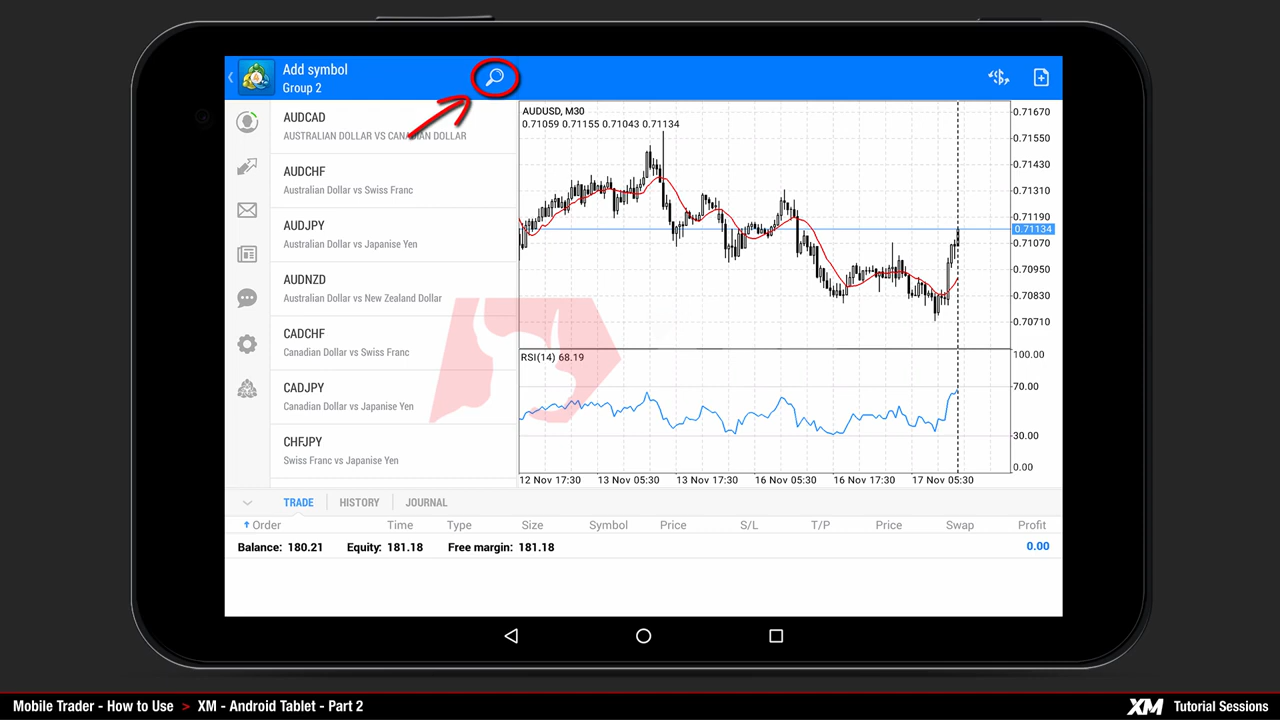 Add symbol
Group 2
AUDCAD
AUSTRALIAN DOLLAR VS CANADIAN DOLLAR
AUDCHF
Australian Dollar vs Swiss Franc
AUDJPY
Australian Dollar vs Japanise Yen
AUDNZD
Australian Dollar vs New Zealand Dollar
CADCHF
Canadian Dollar vs Swiss Franc
CADJPY
Canadian Dollar vs Japanise Yen
CHFJPY
Swiss Franc vs Japanise Yen
AUDUSD, M30
0.71059 0.71155 0.71043 0.71134
0.71670
0.71550
0.71430
0.71310
0.71190
0.71134
0.71070
0.70950
0.70830
0.70710
RSI(14) 68.19
100.00
70.00
30.00
0.00
12 Nov 17:30 13 Nov 05:30 13 Nov 17:30 16 Nov 05:30 16 Nov 17:30 17 Nov 05:30
TRADE HISTORY JOURNAL
Order Time Type Size Symbol Price S/L T/P Price Swap Profit
Balance: 180.21 Equity: 181.18 Free margin: 181.18 0.00
Mobile Trader - How to Use > XM - Android Tablet - Part 2
XM Tutorial Sessions